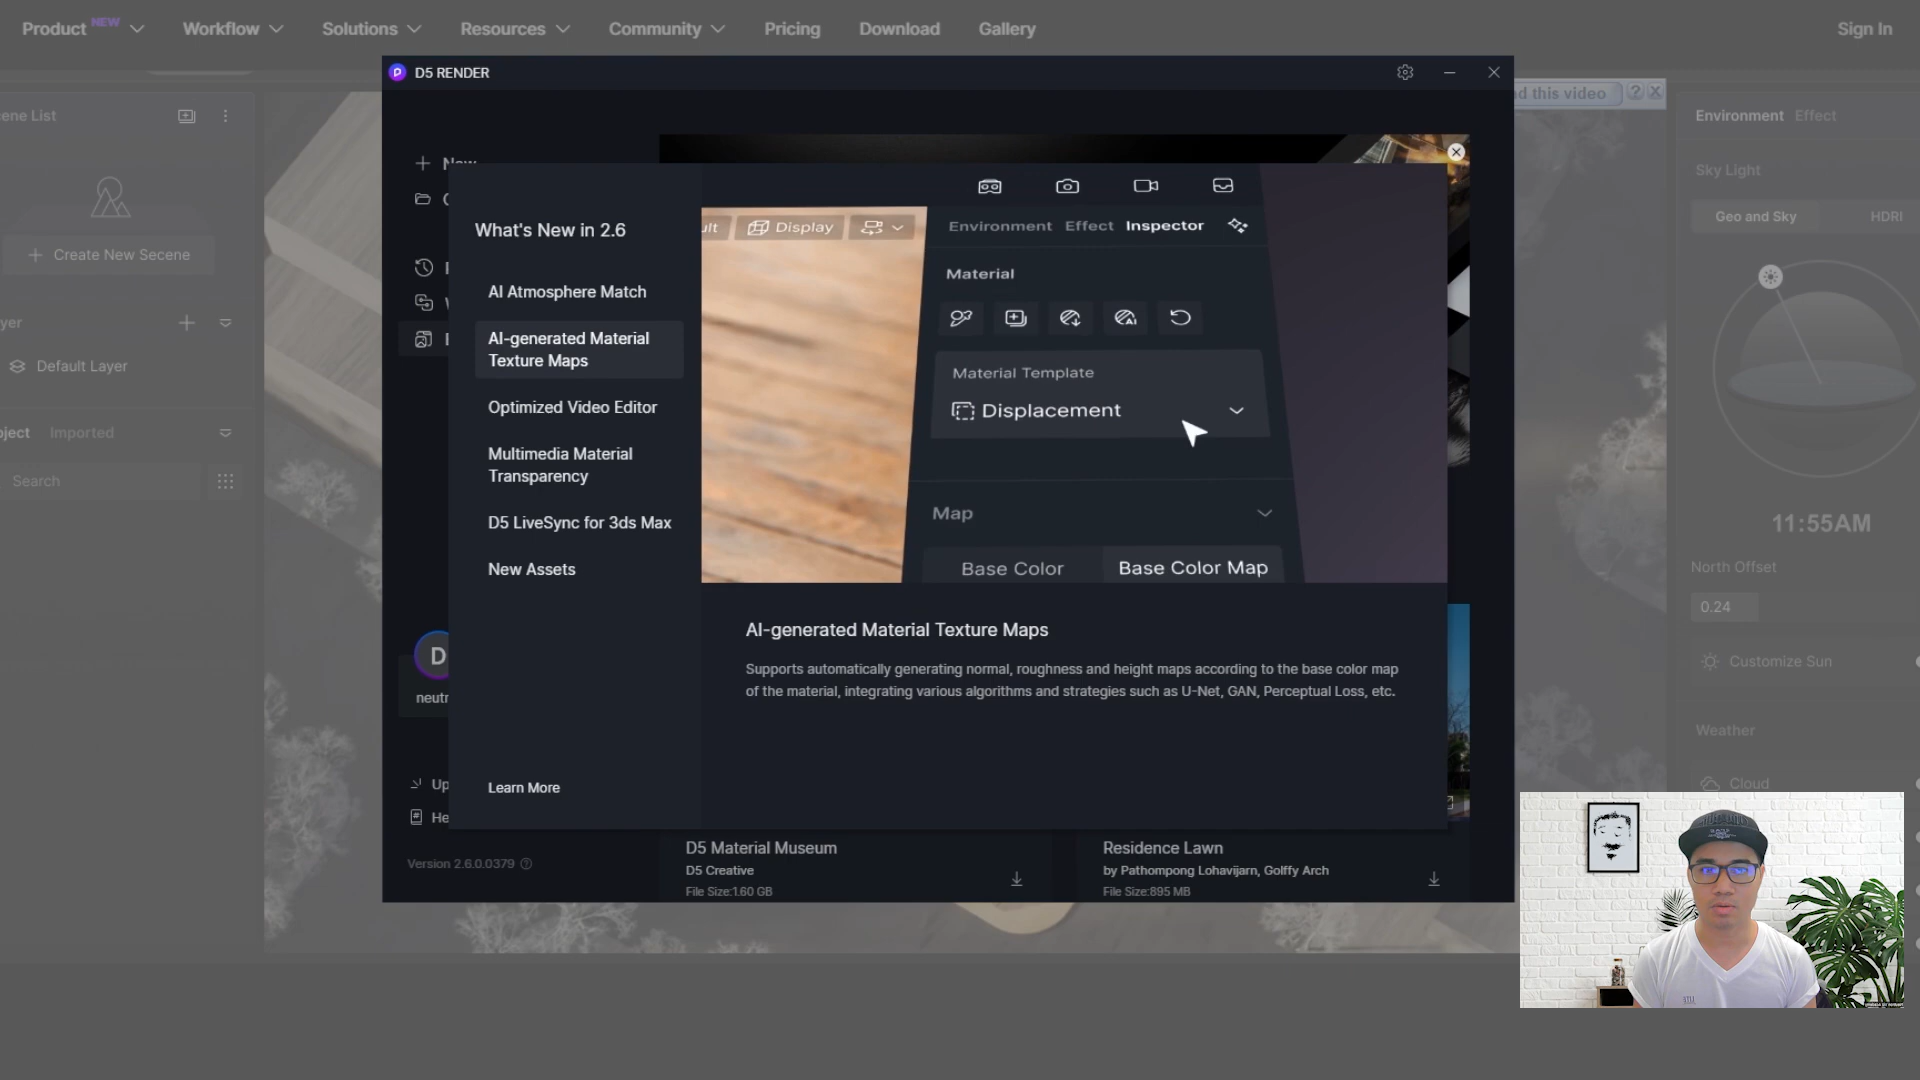 Product NEW
Workflow
Solutions
Resources
Community
Pricing
Download
Gallery
Sign In
D5 RENDER
d this video
? X
ene List
Create New Secene
yer
Default Layer
oject Imported
Search
New
What's New in 2.6
AI Atmosphere Match
AI-generated Material
Texture Maps
Optimized Video Editor
Multimedia Material
Transparency
D5 LiveSync for 3ds Max
New Assets
Learn More
ult
Display
Environment Effect Inspector
Material
AI
Material Template
Displacement
Map
Base Color
Base Color Map
AI-generated Material Texture Maps
Supports automatically generating normal, roughness and height maps according to the base color map
of the material, integrating various algorithms and strategies such as U-Net, GAN, Perceptual Loss, etc.
D
neutr
Up
He
Version 2.6.0.0379
D5 Material Museum
D5 Creative
File Size:1.60 GB
Residence Lawn
by Pathompong Lohavijarn, Golffy Arch
File Size:895 MB
Environment Effect
Sky Light
Geo and Sky
HDRI
11:55AM
North Offset
0.24
Customize Sun
Weather
Cloud